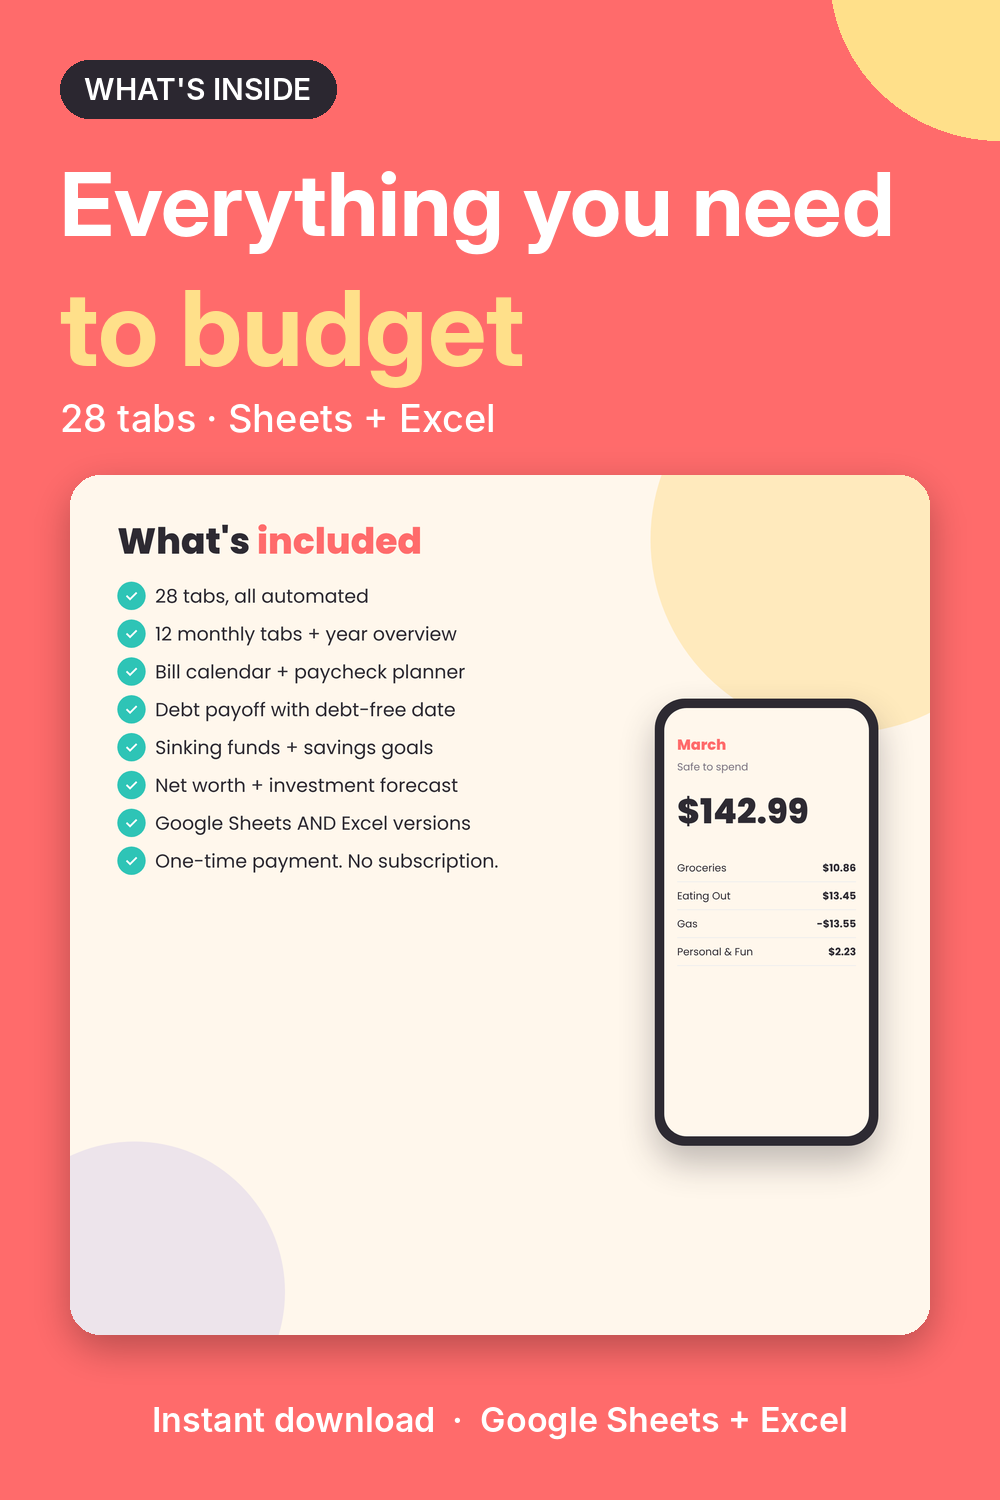 WHAT'S INSIDE
Everything you need
to budget
28 tabs · Sheets + Excel
What's included
28 tabs, all automated
12 monthly tabs + year overview
Bill calendar + paycheck planner
Debt payoff with debt-free date
Sinking funds + savings goals
Net worth + investment forecast
Google Sheets AND Excel versions
One-time payment. No subscription.
March
Safe to spend
$142.99
Groceries $10.86
Eating Out $13.45
Gas -$13.55
Personal & Fun $2.23
Instant download · Google Sheets + Excel